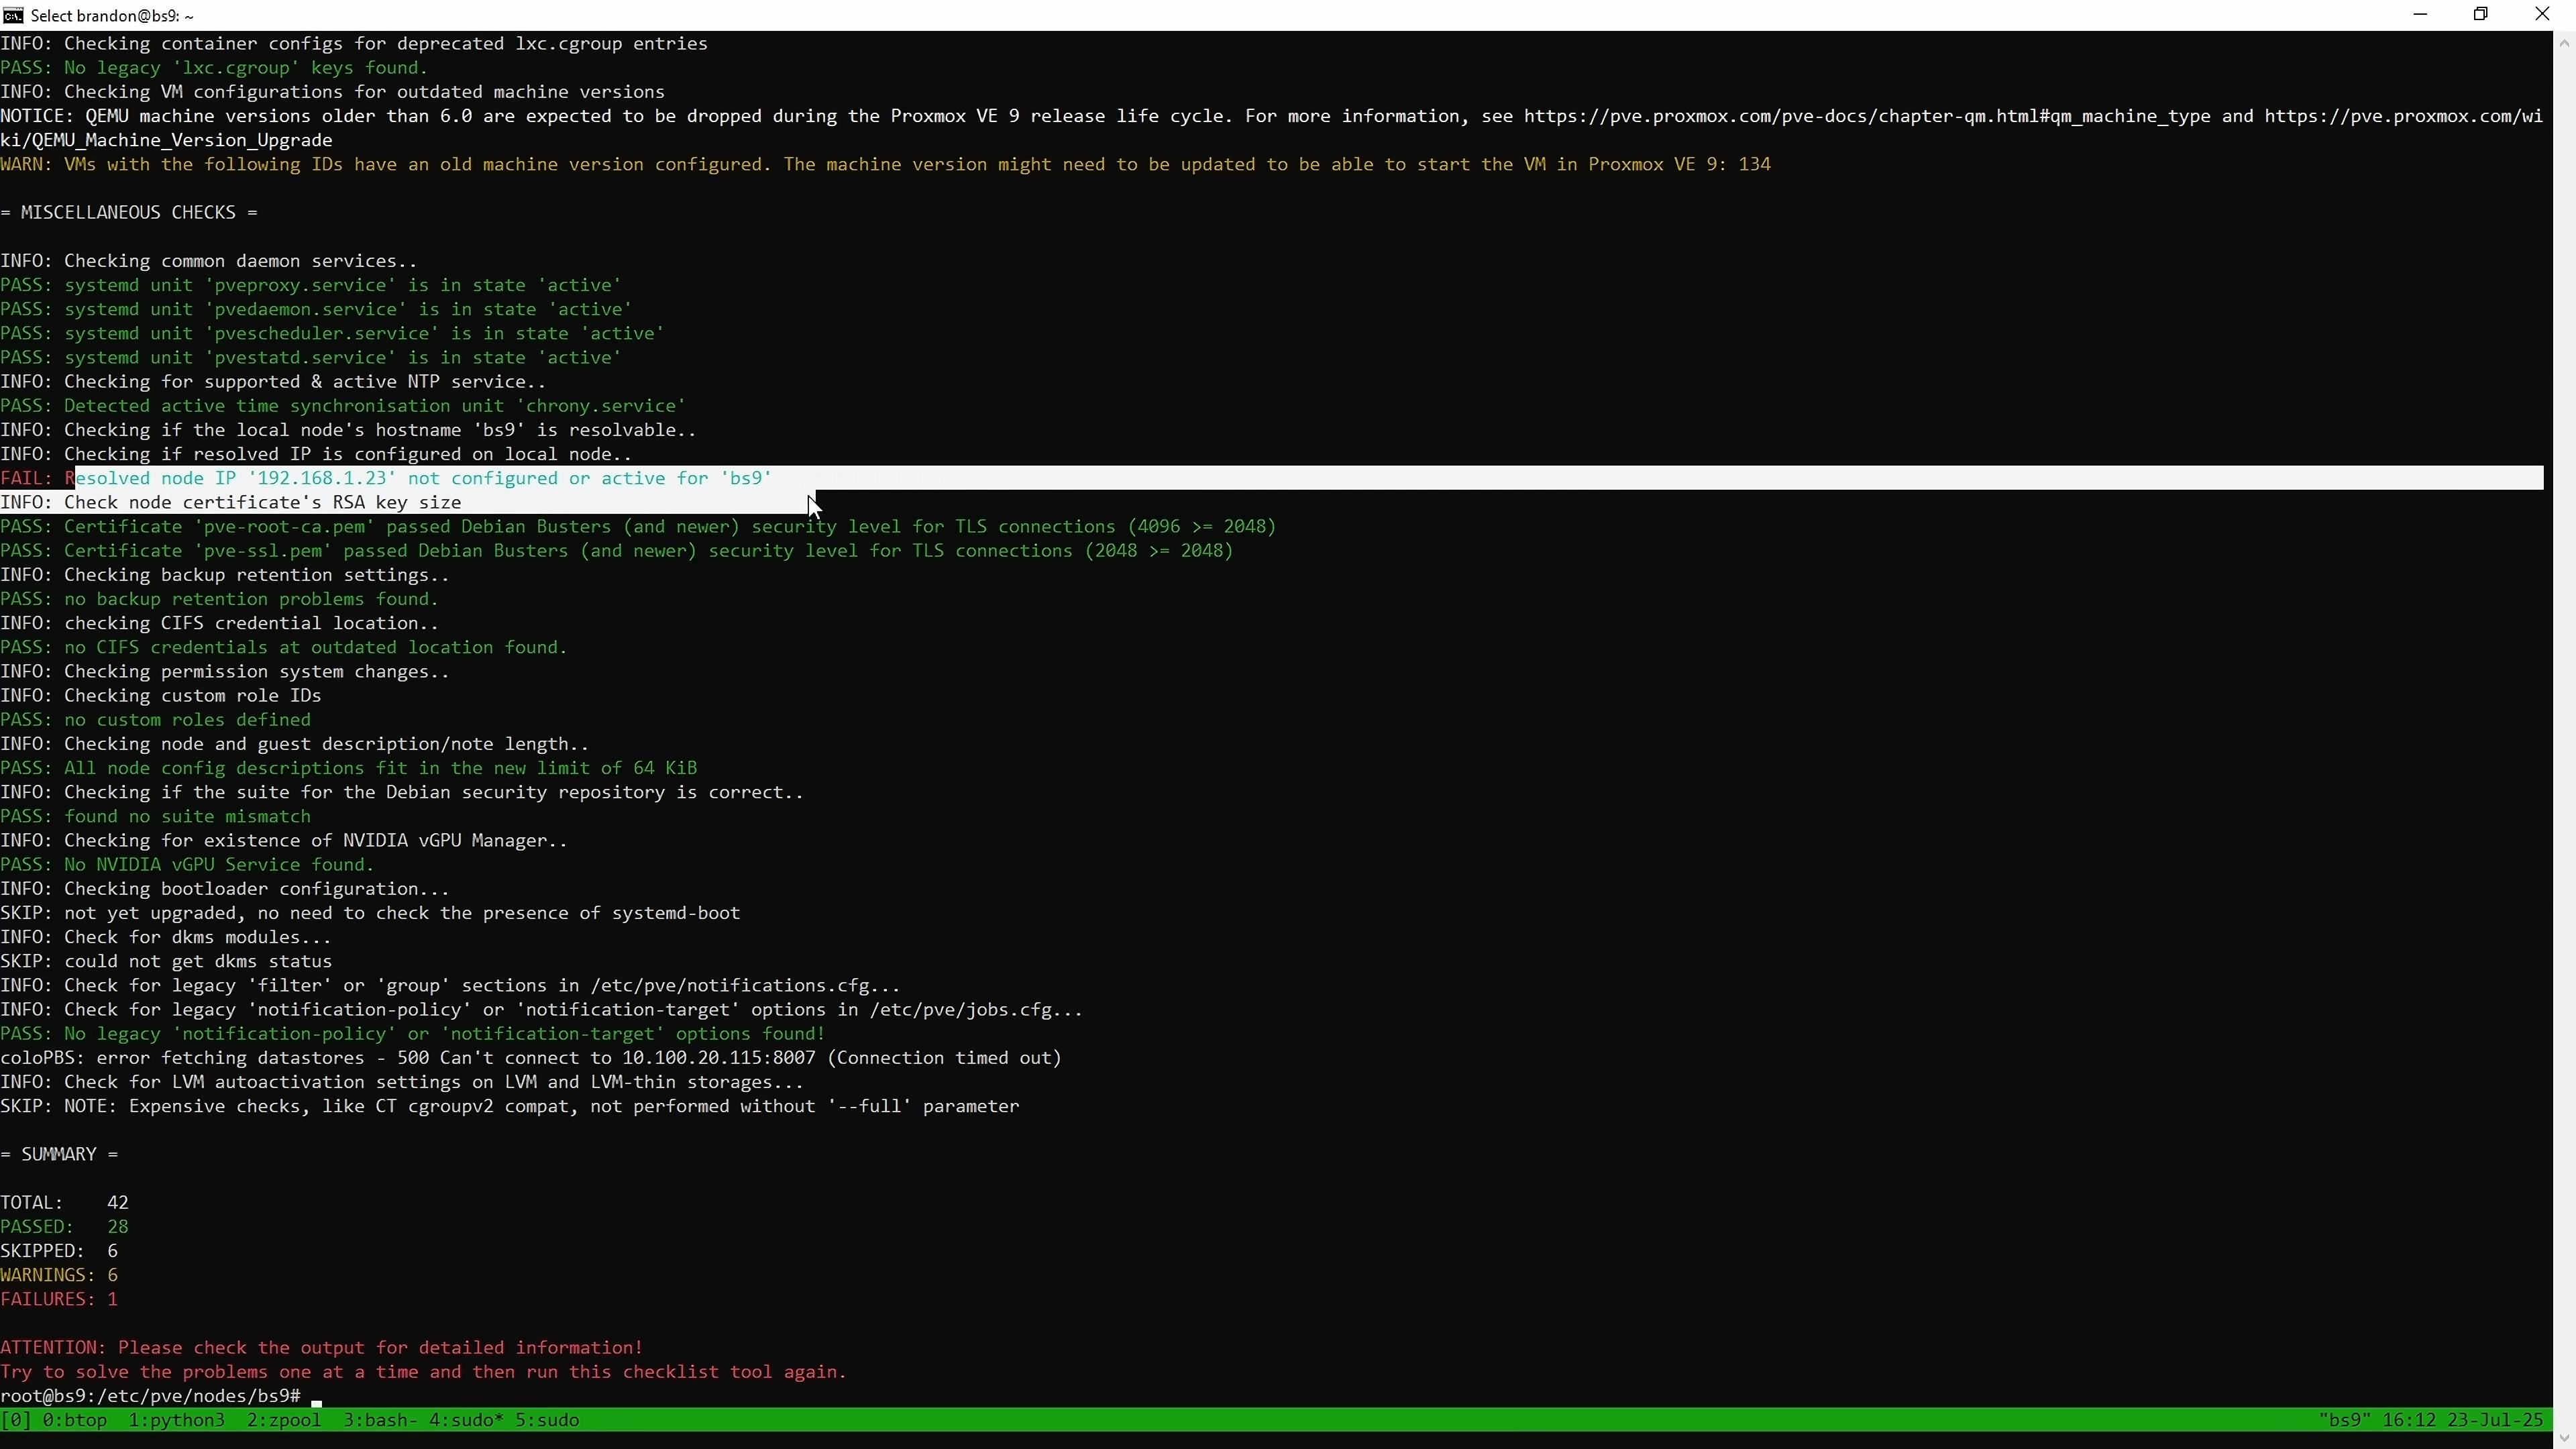 Select brandon@bs9: ~
INFO: Checking container configs for deprecated lxc.cgroup entries
PASS: No legacy 'lxc.cgroup' keys found.
INFO: Checking VM configurations for outdated machine versions
NOTICE: QEMU machine versions older than 6.0 are expected to be dropped during the Proxmox VE 9 release life cycle. For more information, see https://pve.proxmox.com/pve-docs/chapter-qm.html#qm_machine_type and https://pve.proxmox.com/wi
ki/QEMU_Machine_Version_Upgrade
WARN: VMs with the following IDs have an old machine version configured. The machine version might need to be updated to be able to start the VM in Proxmox VE 9: 134
= MISCELLANEOUS CHECKS =
INFO: Checking common daemon services..
PASS: systemd unit 'pveproxy.service' is in state 'active'
PASS: systemd unit 'pvedaemon.service' is in state 'active'
PASS: systemd unit 'pvescheduler.service' is in state 'active'
PASS: systemd unit 'pvestatd.service' is in state 'active'
INFO: Checking for supported & active NTP service..
PASS: Detected active time synchronisation unit 'chrony.service'
INFO: Checking if the local node's hostname 'bs9' is resolvable..
INFO: Checking if resolved IP is configured on local node..
FAIL: Resolved node IP '192.168.1.23' not configured or active for 'bs9'
INFO: Check node certificate's RSA key size
PASS: Certificate 'pve-root-ca.pem' passed Debian Busters (and newer) security level for TLS connections (4096 >= 2048)
PASS: Certificate 'pve-ssl.pem' passed Debian Busters (and newer) security level for TLS connections (2048 >= 2048)
INFO: Checking backup retention settings..
PASS: no backup retention problems found.
INFO: checking CIFS credential location..
PASS: no CIFS credentials at outdated location found.
INFO: Checking permission system changes..
INFO: Checking custom role IDs
PASS: no custom roles defined
INFO: Checking node and guest description/note length..
PASS: All node config descriptions fit in the new limit of 64 KiB
INFO: Checking if the suite for the Debian security repository is correct..
PASS: found no suite mismatch
INFO: Checking for existence of NVIDIA vGPU Manager..
PASS: No NVIDIA vGPU Service found.
INFO: Checking bootloader configuration...
SKIP: not yet upgraded, no need to check the presence of systemd-boot
INFO: Check for dkms modules...
SKIP: could not get dkms status
INFO: Check for legacy 'filter' or 'group' sections in /etc/pve/notifications.cfg...
INFO: Check for legacy 'notification-policy' or 'notification-target' options in /etc/pve/jobs.cfg...
PASS: No legacy 'notification-policy' or 'notification-target' options found!
coloPBS: error fetching datastores - 500 Can't connect to 10.100.20.115:8007 (Connection timed out)
INFO: Check for LVM autoactivation settings on LVM and LVM-thin storages...
SKIP: NOTE: Expensive checks, like CT cgroupv2 compat, not performed without '--full' parameter
= SUMMARY =
TOTAL: 42
PASSED: 28
SKIPPED: 6
WARNINGS: 6
FAILURES: 1
ATTENTION: Please check the output for detailed information!
Try to solve the problems one at a time and then run this checklist tool again.
root@bs9:/etc/pve/nodes/bs9#
[0] 0:btop 1:python3 2:zpool 3:bash- 4:sudo* 5:sudo "bs9" 16:12 23-Jul-25